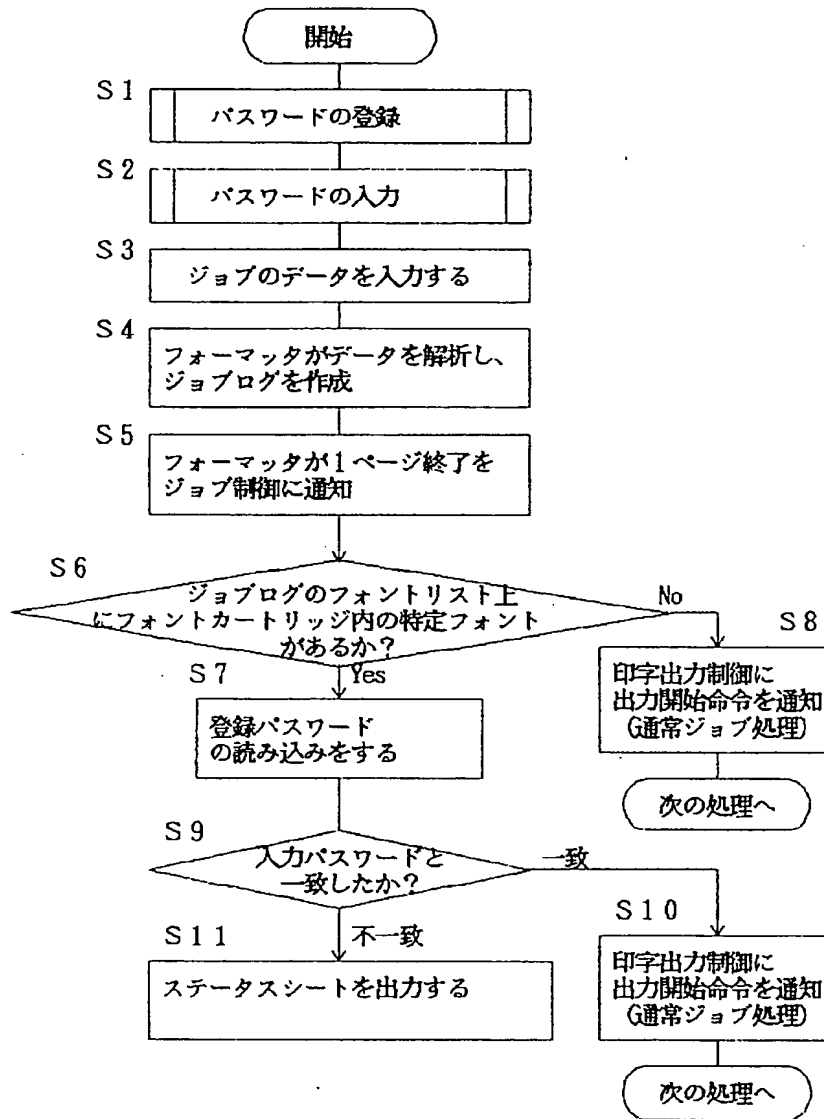 開始
S1
パスワードの登録
S2
パスワードの入力
S3
ジョブのデータを入力する
S4
フォーマッタがデータを解析し、
ジョブログを作成
S5
フォーマッタが1ページ終了を
ジョブ制御に通知
S6
ジョブログのフォントリスト上
にフォントカートリッジ内の特定フォント
があるか?
No
S7
Yes
S8
登録パスワード
の読み込みをする
印字出力制御に
出力開始命令を通知
(通常ジョブ処理)
次の処理へ
S9
入力パスワードと
一致したか?
一致
S10
S11
不一致
ステータスシートを出力する
印字出力制御に
出力開始命令を通知
(通常ジョブ処理)
次の処理へ